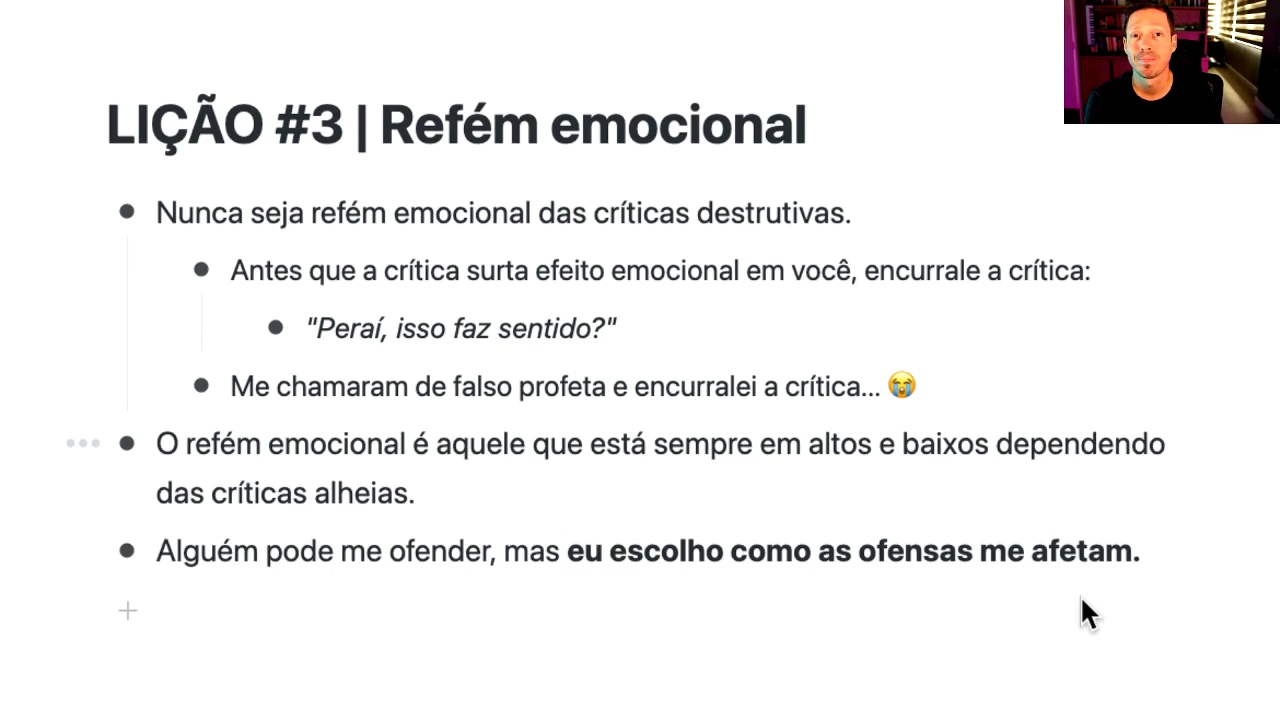 LIÇÃO #3 | Refém emocional
Nunca seja refém emocional das críticas destrutivas.
Antes que a crítica surta efeito emocional em você, encurrale a crítica:
"Peraí, isso faz sentido?"
Me chamaram de falso profeta e encurralei a crítica... 😭
O refém emocional é aquele que está sempre em altos e baixos dependendo
das críticas alheias.
Alguém pode me ofender, mas eu escolho como as ofensas me afetam.